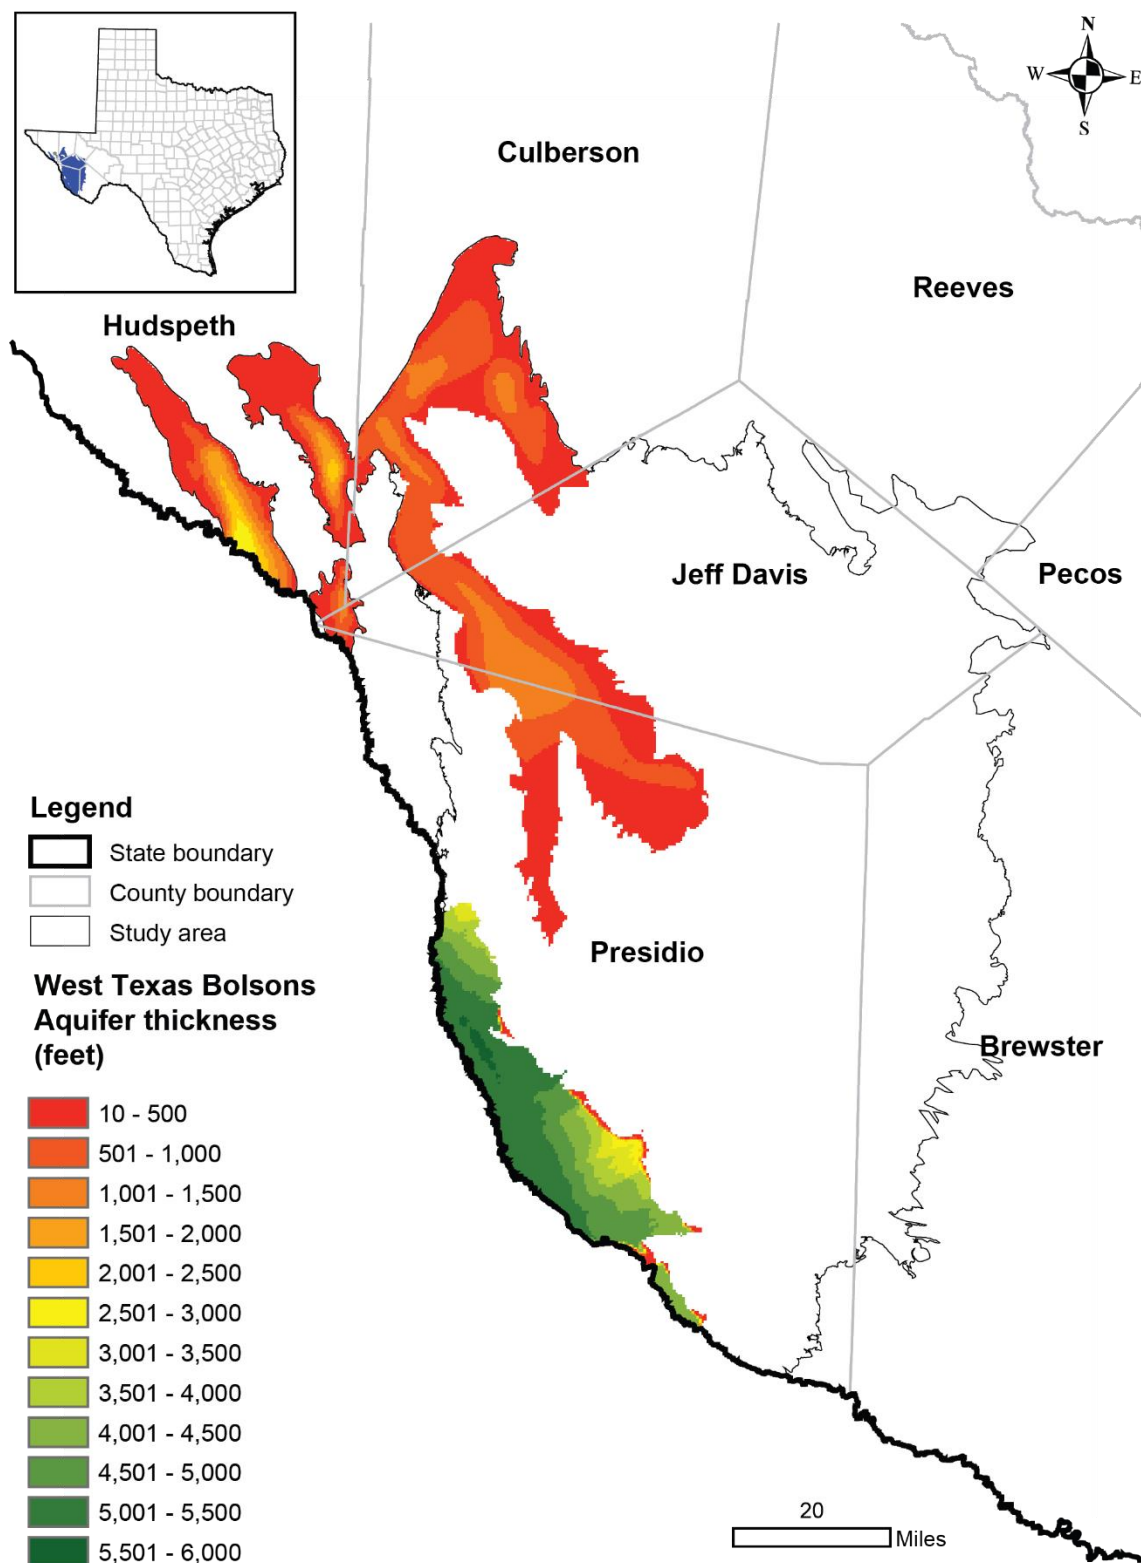 N
W
E
S
Culberson
Reeves
Hudspeth
Jeff Davis
Pecos
Legend
State boundary
County boundary
Study area
Presidio
West Texas Bolsons
Aquifer thickness
(feet)
Brewster
10 - 500
501 - 1,000
1,001 - 1,500
1,501 - 2,000
2,001 - 2,500
2,501 - 3,000
3,001 - 3,500
3,501 - 4,000
4,001 - 4,500
4,501 - 5,000
5,001 - 5,500
5,501 - 6,000
20
Miles